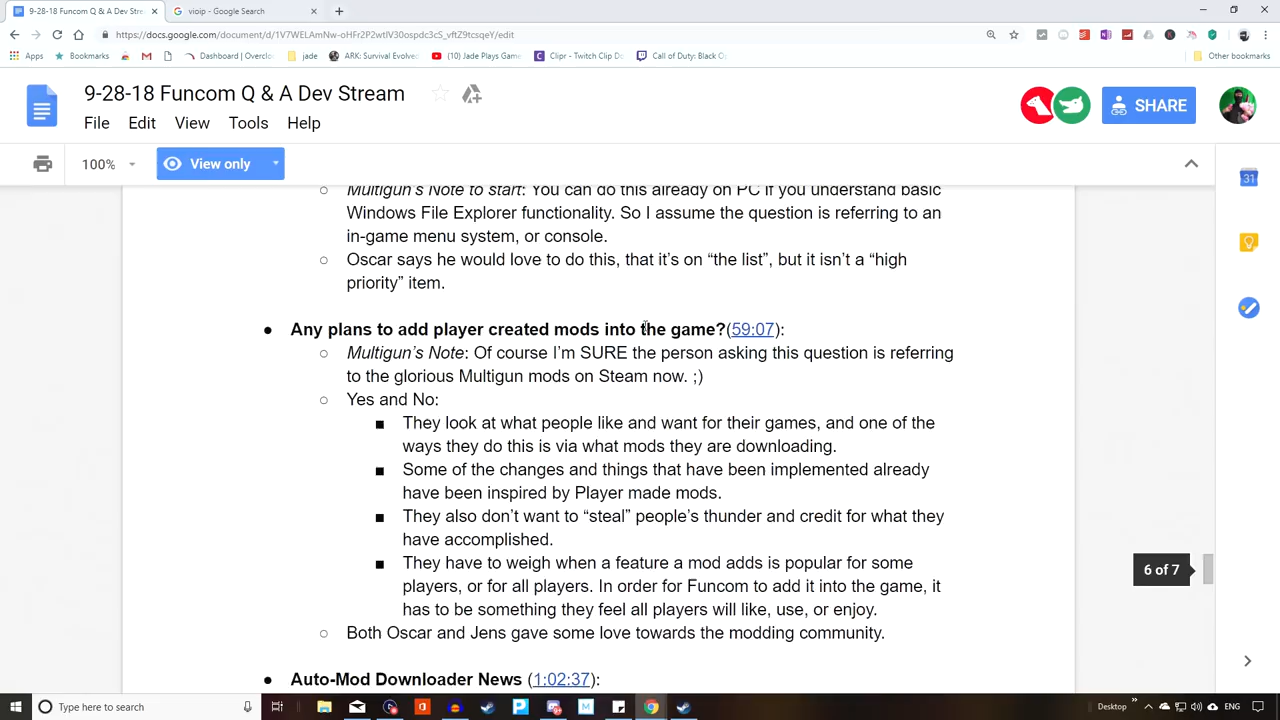 9-28-18 Funcom Q & A Dev Stream
vioip - Google Search
Apps
Bookmarks
Dashboard | Overclo
jade
ARK: Survival Evolved
(10) Jade Plays Game
Clipr - Twitch Clip Do
Call of Duty: Black Op
Other bookmarks
9-28-18 Funcom Q & A Dev Stream
SHARE
File Edit View Tools Help
100%
View only
31
○ Multigun's Note to start: You can do this already on PC if you understand basic
Windows File Explorer functionality. So I assume the question is referring to an
in-game menu system, or console.
○ Oscar says he would love to do this, that it's on “the list”, but it isn't a “high
priority” item.
● Any plans to add player created mods into the game?(59:07):
○ Multigun's Note: Of course I'm SURE the person asking this question is referring
to the glorious Multigun mods on Steam now. ;)
○ Yes and No:
■ They look at what people like and want for their games, and one of the
ways they do this is via what mods they are downloading.
■ Some of the changes and things that have been implemented already
have been inspired by Player made mods.
■ They also don't want to “steal” people's thunder and credit for what they
have accomplished.
■ They have to weigh when a feature a mod adds is popular for some
players, or for all players. In order for Funcom to add it into the game, it
has to be something they feel all players will like, use, or enjoy.
6 of 7
○ Both Oscar and Jens gave some love towards the modding community.
● Auto-Mod Downloader News (1:02:37):
Type here to search
Desktop
ENG